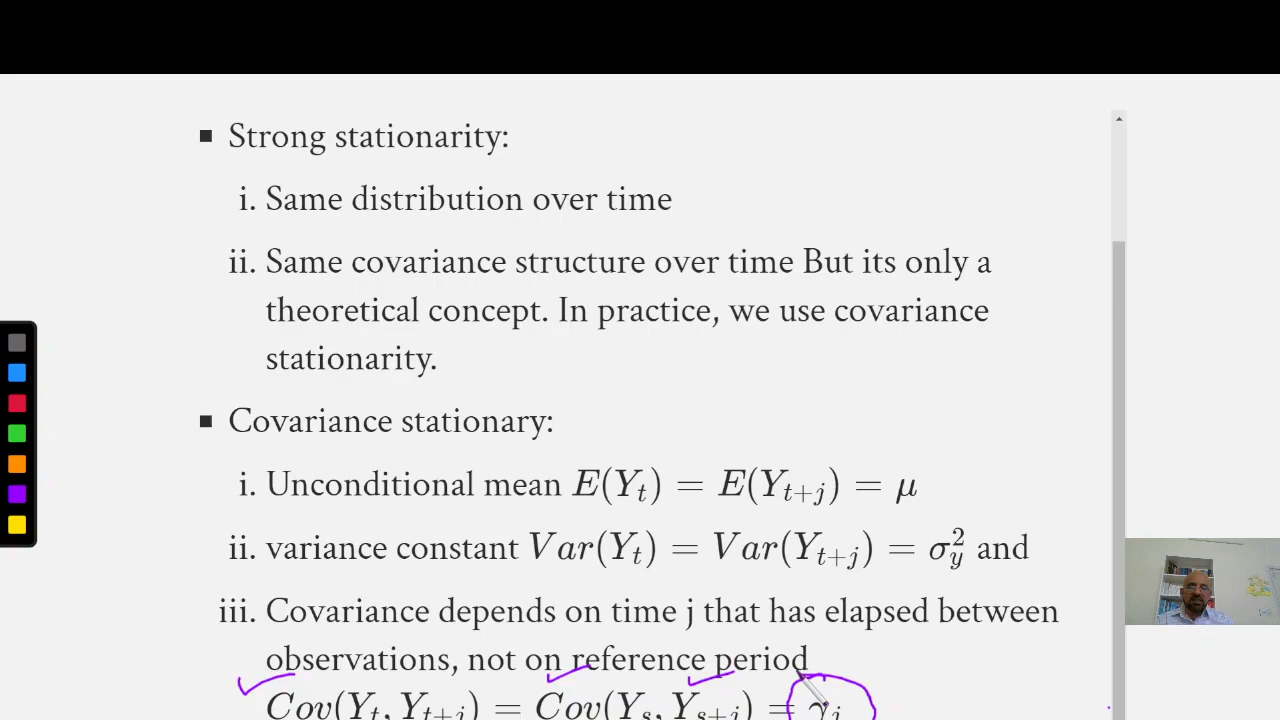 ▪ Strong stationarity:
i. Same distribution over time
ii. Same covariance structure over time But its only a
theoretical concept. In practice, we use covariance
stationarity.
▪ Covariance stationary:
i. Unconditional mean E(Y_t) = E(Y_{t+j}) = μ
ii. variance constant Var(Y_t) = Var(Y_{t+j}) = σ_y^2 and
iii. Covariance depends on time j that has elapsed between
observations, not on reference period
Cov(Y_t, Y_{t+j}) = Cov(Y_s, Y_{s+j}) = γ_j